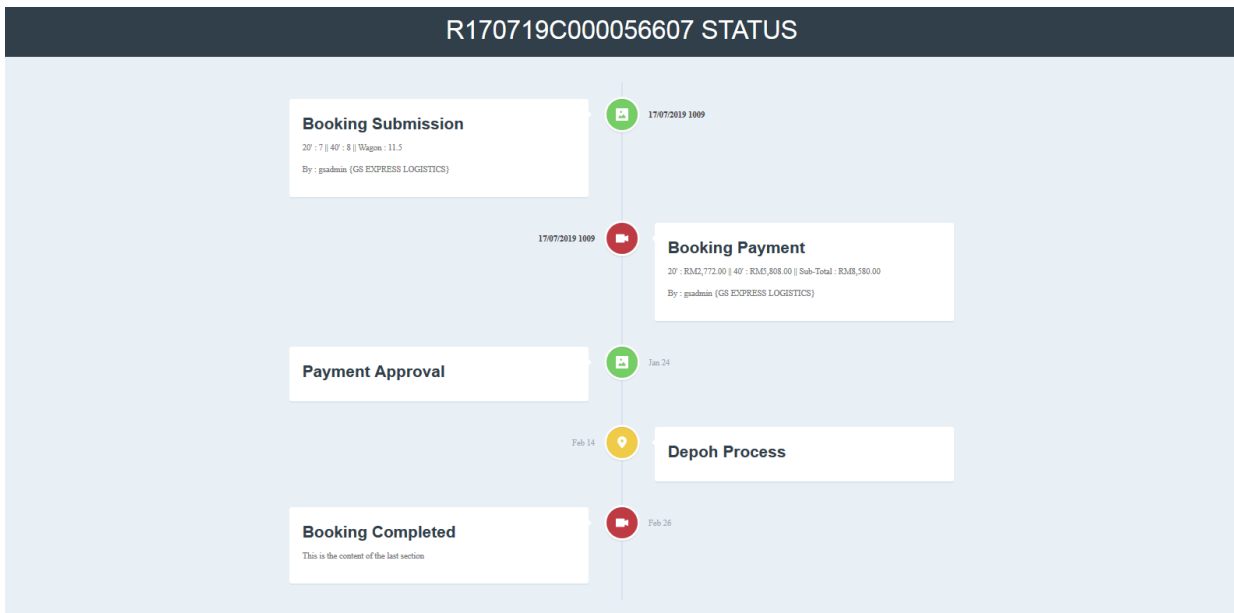 R170719C000056607 STATUS
Booking Submission
20' : 7 || 40' : 8 || Wagon : 11.5
By : gsadmin {GS EXPRESS LOGISTICS}
17/07/2019 1009
17/07/2019 1009
Booking Payment
20' : RM2,772.00 || 40' : RM5,808.00 || Sub-Total : RM8,580.00
By : gsadmin {GS EXPRESS LOGISTICS}
Payment Approval
Jan 24
Feb 14
Depoh Process
Booking Completed
This is the content of the last section
Feb 26